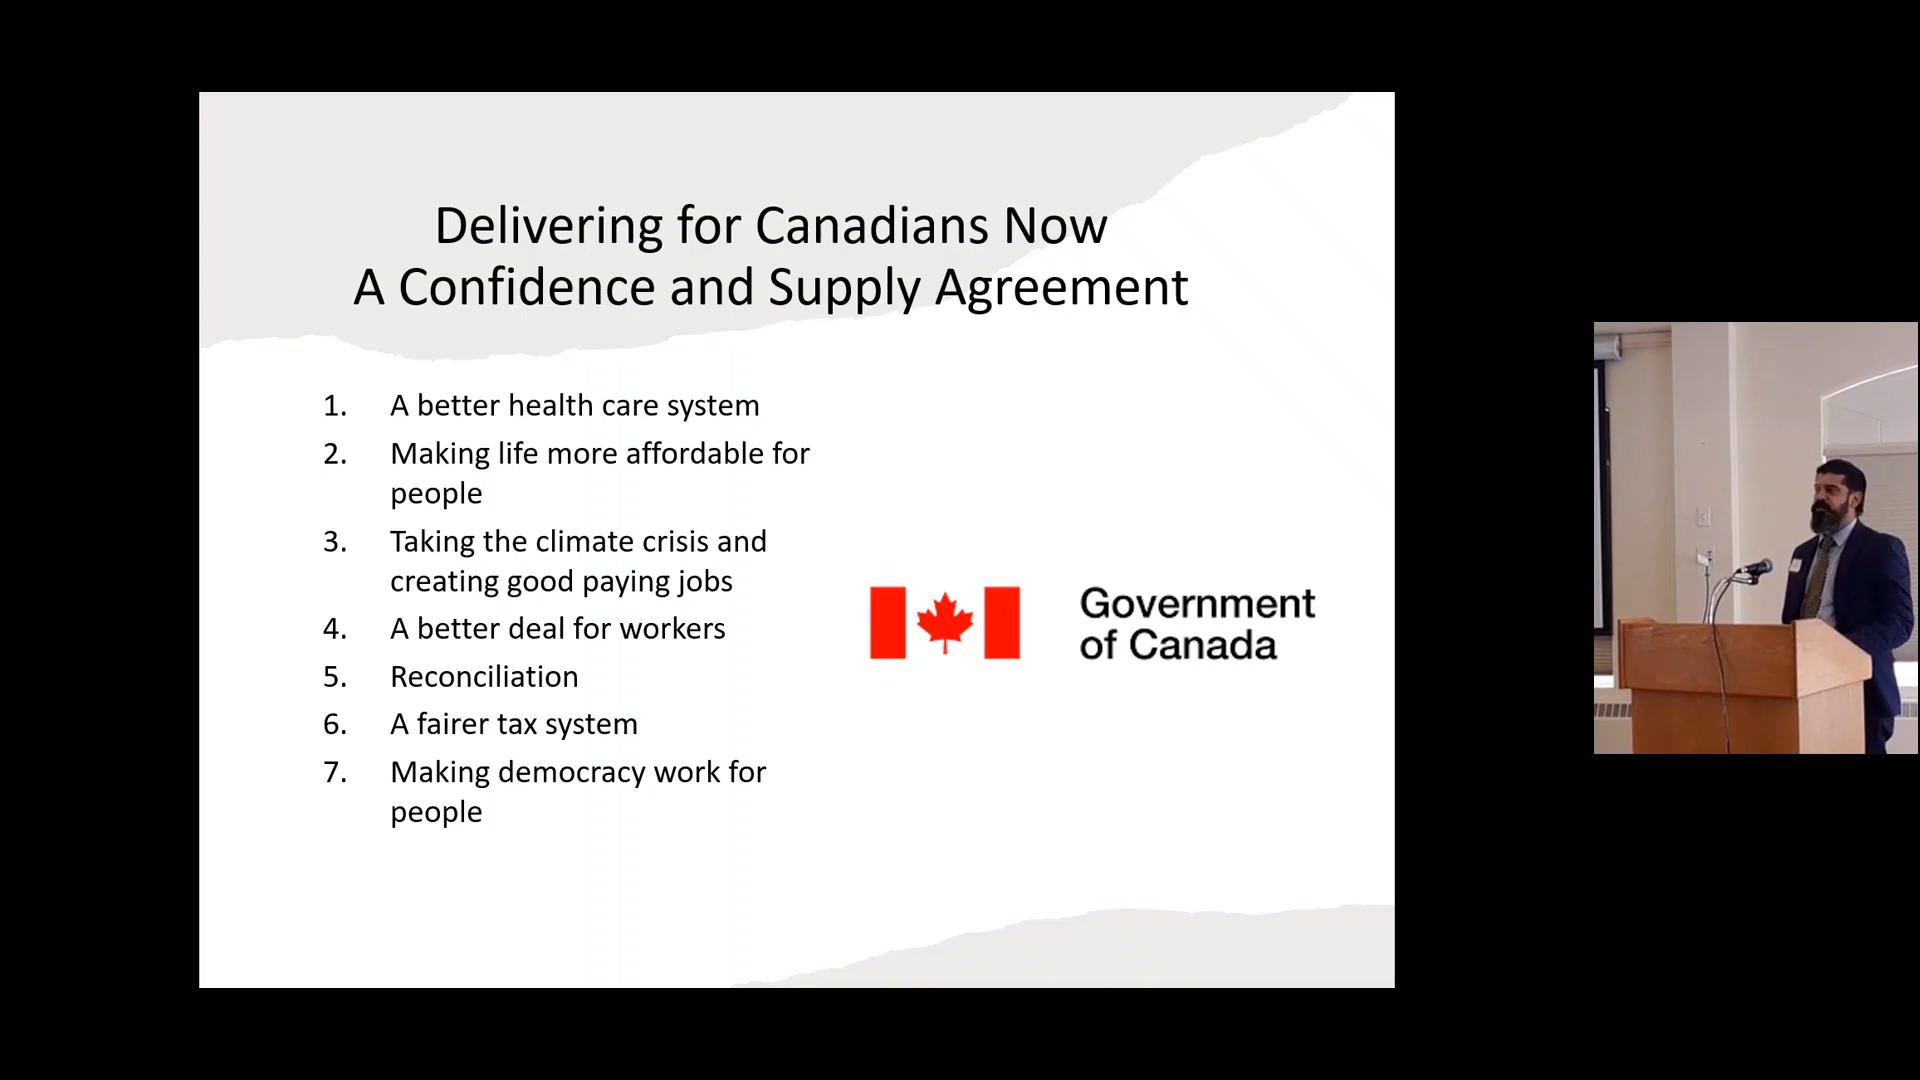 Delivering for Canadians Now
A Confidence and Supply Agreement
1. A better health care system
2. Making life more affordable for
people
3. Taking the climate crisis and
creating good paying jobs
4. A better deal for workers
5. Reconciliation
6. A fairer tax system
7. Making democracy work for
people
Government
of Canada